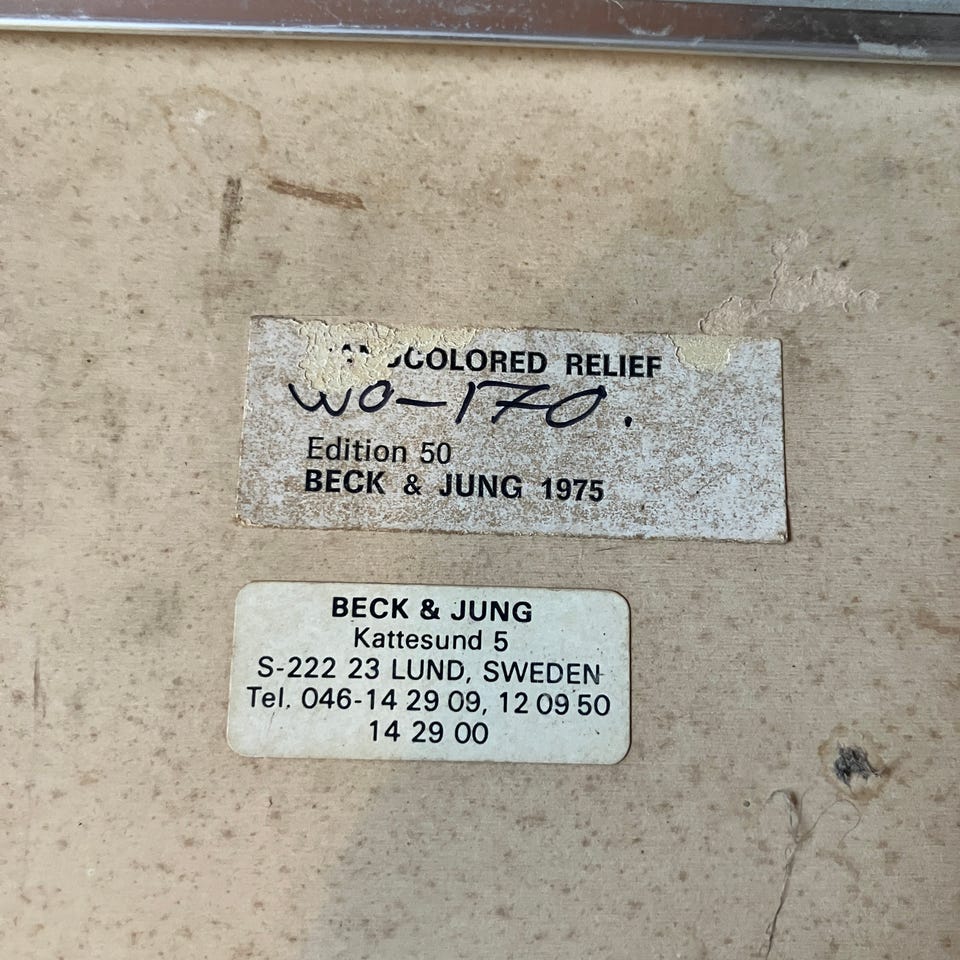 HANDCOLORED RELIEF
WO-170.
Edition 50
BECK & JUNG 1975
BECK & JUNG
Kattesund 5
S-222 23 LUND, SWEDEN
Tel. 046-14 29 09, 12 09 50
14 29 00